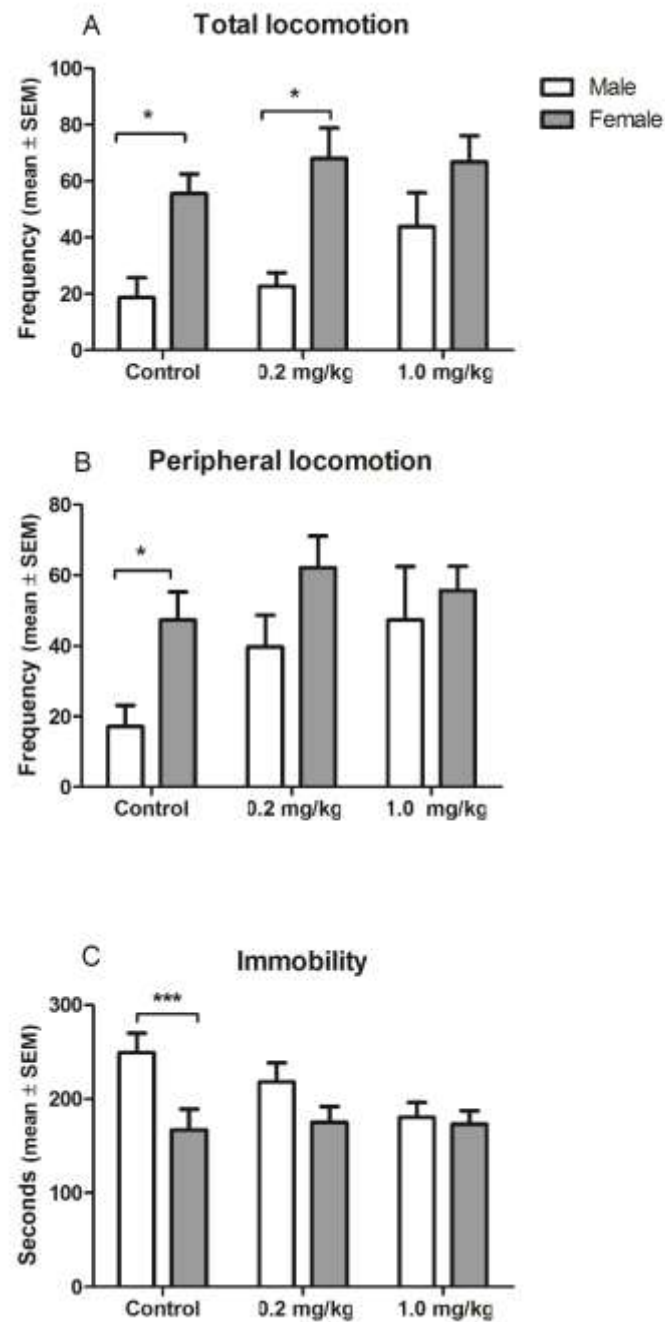 A Total locomotion
Male
Female
Frequency (mean ± SEM)
100
80
60
40
20
0
*
*
Control 0.2 mg/kg 1.0 mg/kg
B Peripheral locomotion
Frequency (mean ± SEM)
80
60
40
20
0
*
Control 0.2 mg/kg 1.0 mg/kg
C Immobility
Seconds (mean ± SEM)
300
200
100
0
***
Control 0.2 mg/kg 1.0 mg/kg